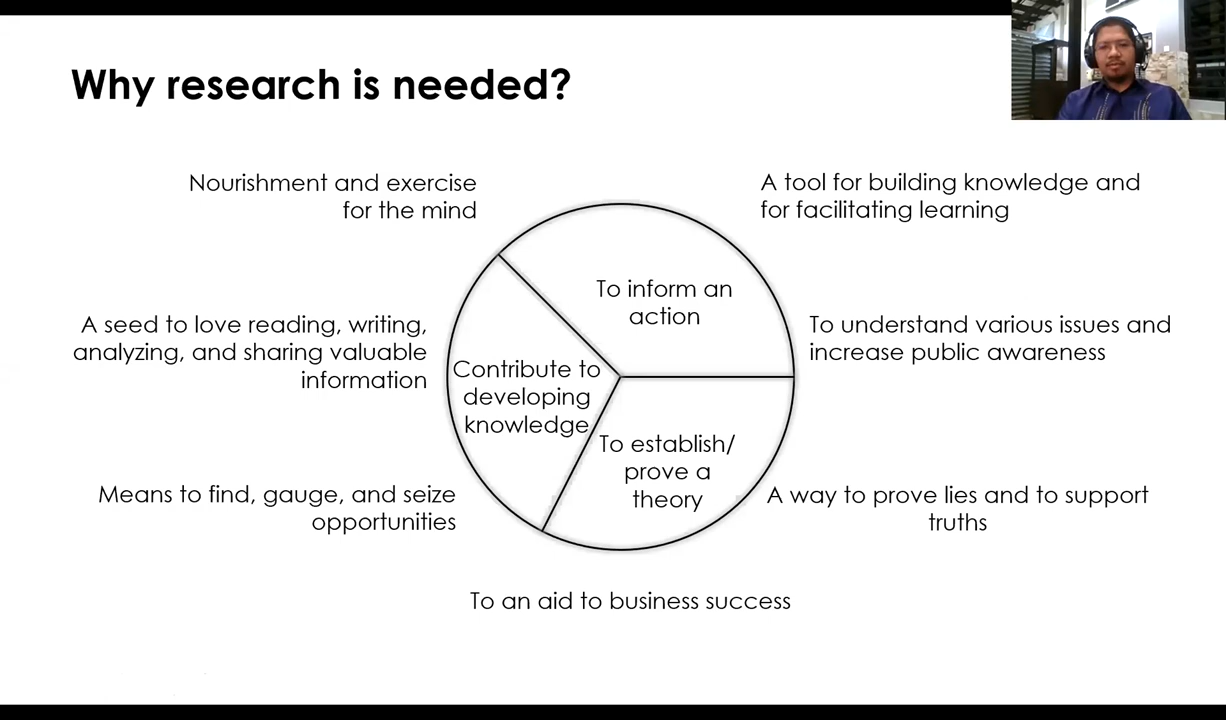 Why research is needed?
Nourishment and exercise
for the mind
A tool for building knowledge and
for facilitating learning
To inform an
action
A seed to love reading, writing,
analyzing, and sharing valuable
information
To understand various issues and
increase public awareness
Contribute to
developing
knowledge
To establish/
prove a
theory
Means to find, gauge, and seize
opportunities
A way to prove lies and to support
truths
To an aid to business success